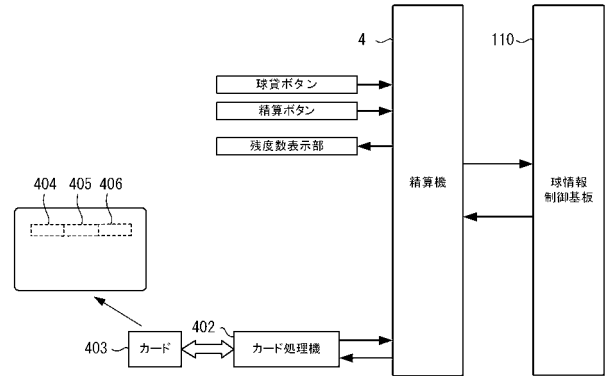 4
110
球貸ボタン
精算ボタン
残度数表示部
精算機
球情報
制御基板
404 405 406
402
403
カード
カード処理機